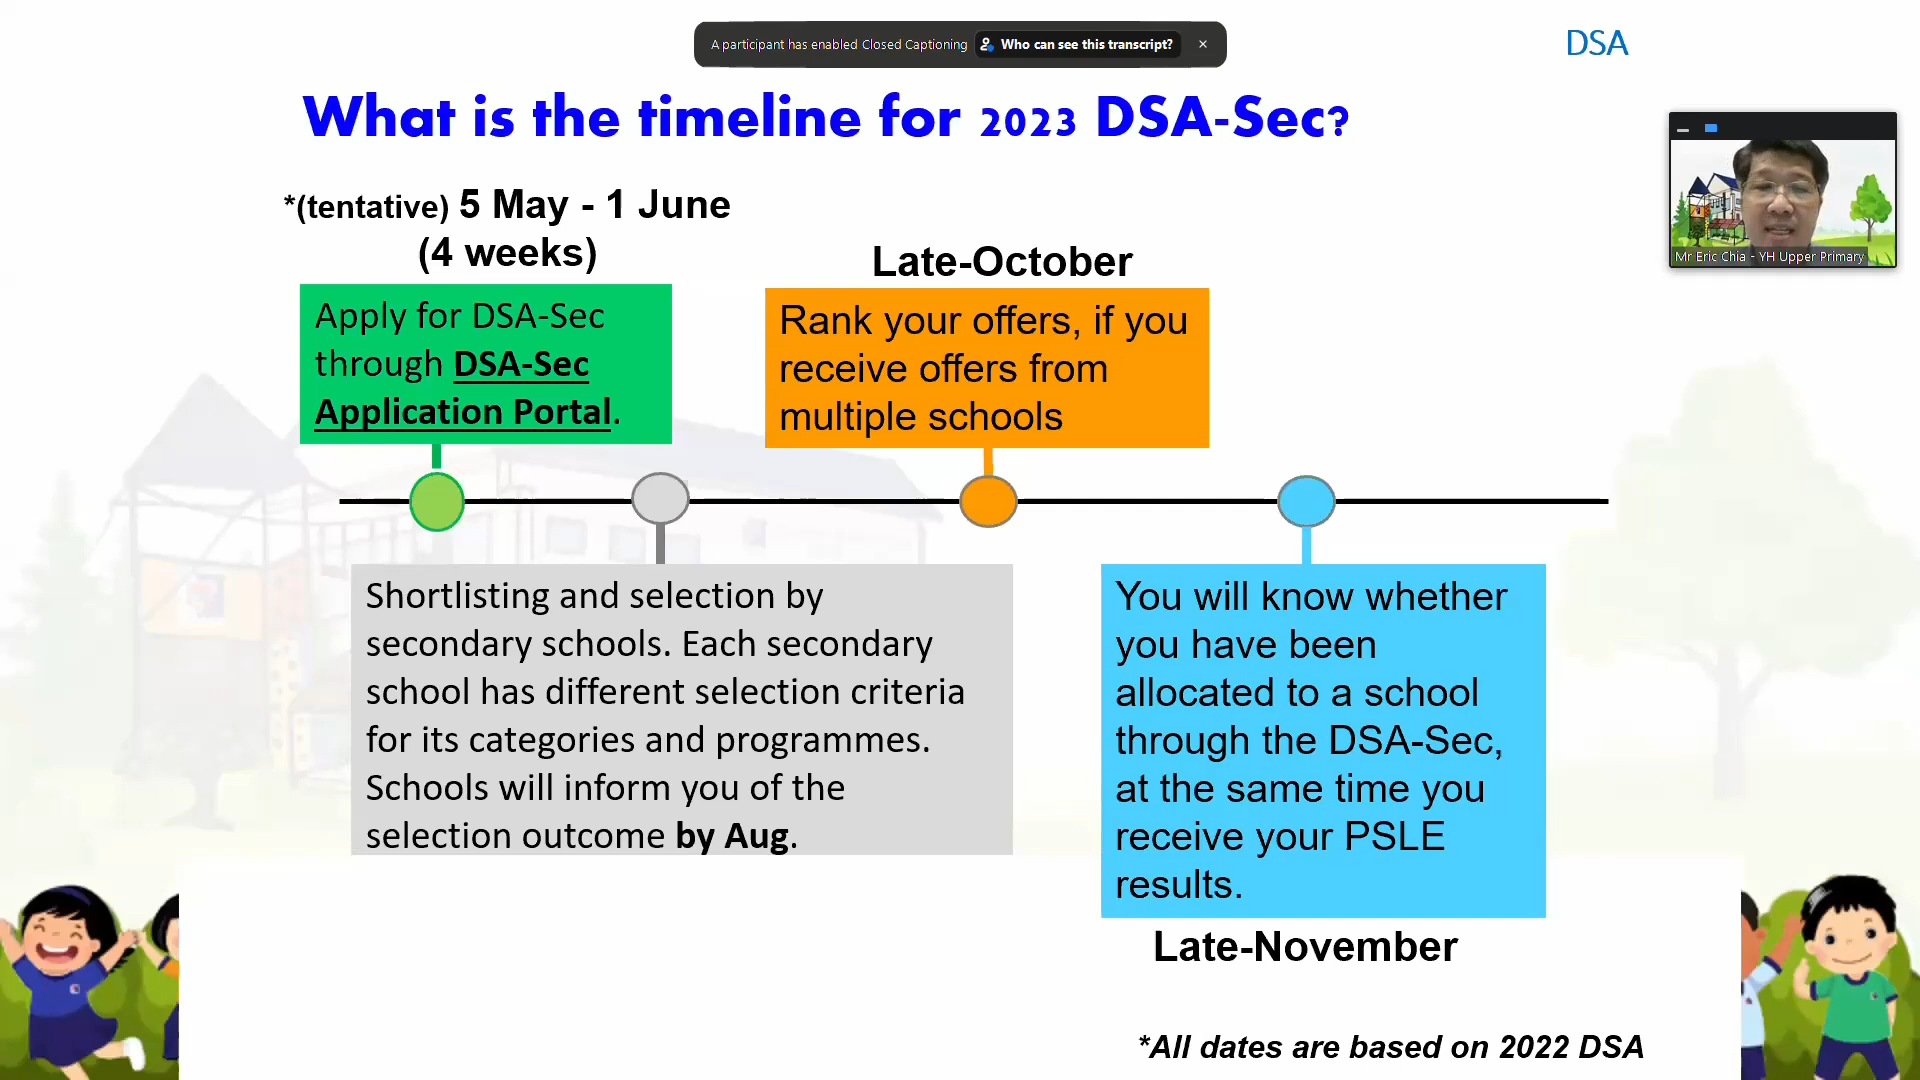 A participant has enabled Closed Captioning Who can see this transcript? ×
DSA
What is the timeline for 2023 DSA-Sec?
*(tentative) 5 May - 1 June
(4 weeks)
Apply for DSA-Sec
through DSA-Sec
Application Portal.
Late-October
Rank your offers, if you
receive offers from
multiple schools
Mr Eric Chia - YH Upper Primary
Shortlisting and selection by
secondary schools. Each secondary
school has different selection criteria
for its categories and programmes.
Schools will inform you of the
selection outcome by Aug.
You will know whether
you have been
allocated to a school
through the DSA-Sec,
at the same time you
receive your PSLE
results.
Late-November
*All dates are based on 2022 DSA